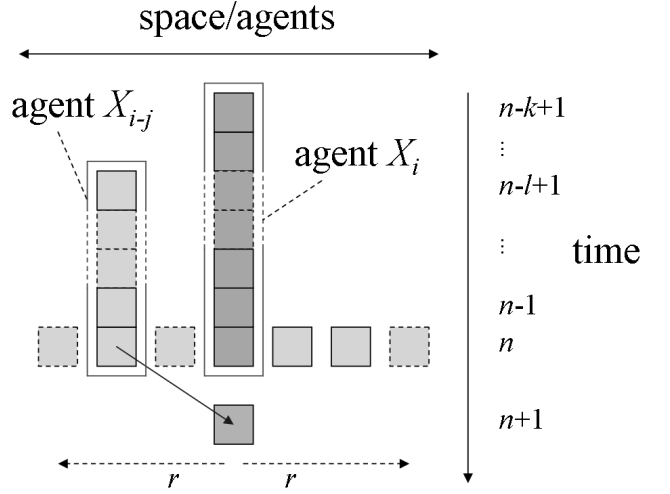 space/agents
agent X_{i-j}
agent X_i
n-k+1
⋮
n-l+1
⋮
time
n-1
n
n+1
r
r